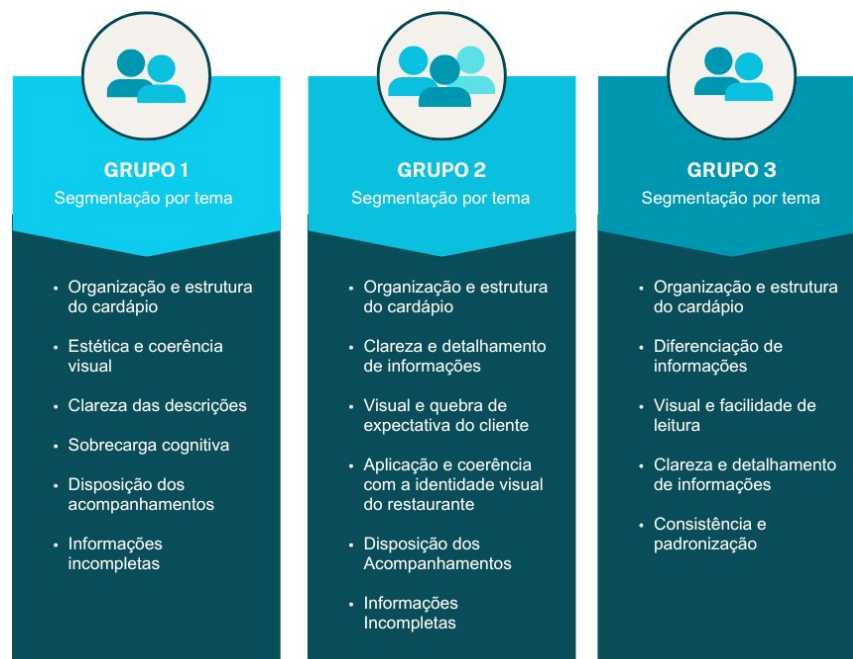 GRUPO 1
Segmentação por tema
• Organização e estrutura
do cardápio
• Estética e coerência
visual
• Clareza das descrições
• Sobrecarga cognitiva
• Disposição dos
acompanhamentos
• Informações
incompletas
GRUPO 2
Segmentação por tema
• Organização e estrutura
do cardápio
• Clareza e detalhamento
de informações
• Visual e quebra de
expectativa do cliente
• Aplicação e coerência
com a identidade visual
do restaurante
• Disposição dos
Acompanhamentos
• Informações
Incompletas
GRUPO 3
Segmentação por tema
• Organização e estrutura
do cardápio
• Diferenciação de
informações
• Visual e facilidade de
leitura
• Clareza e detalhamento
de informações
• Consistência e
padronização